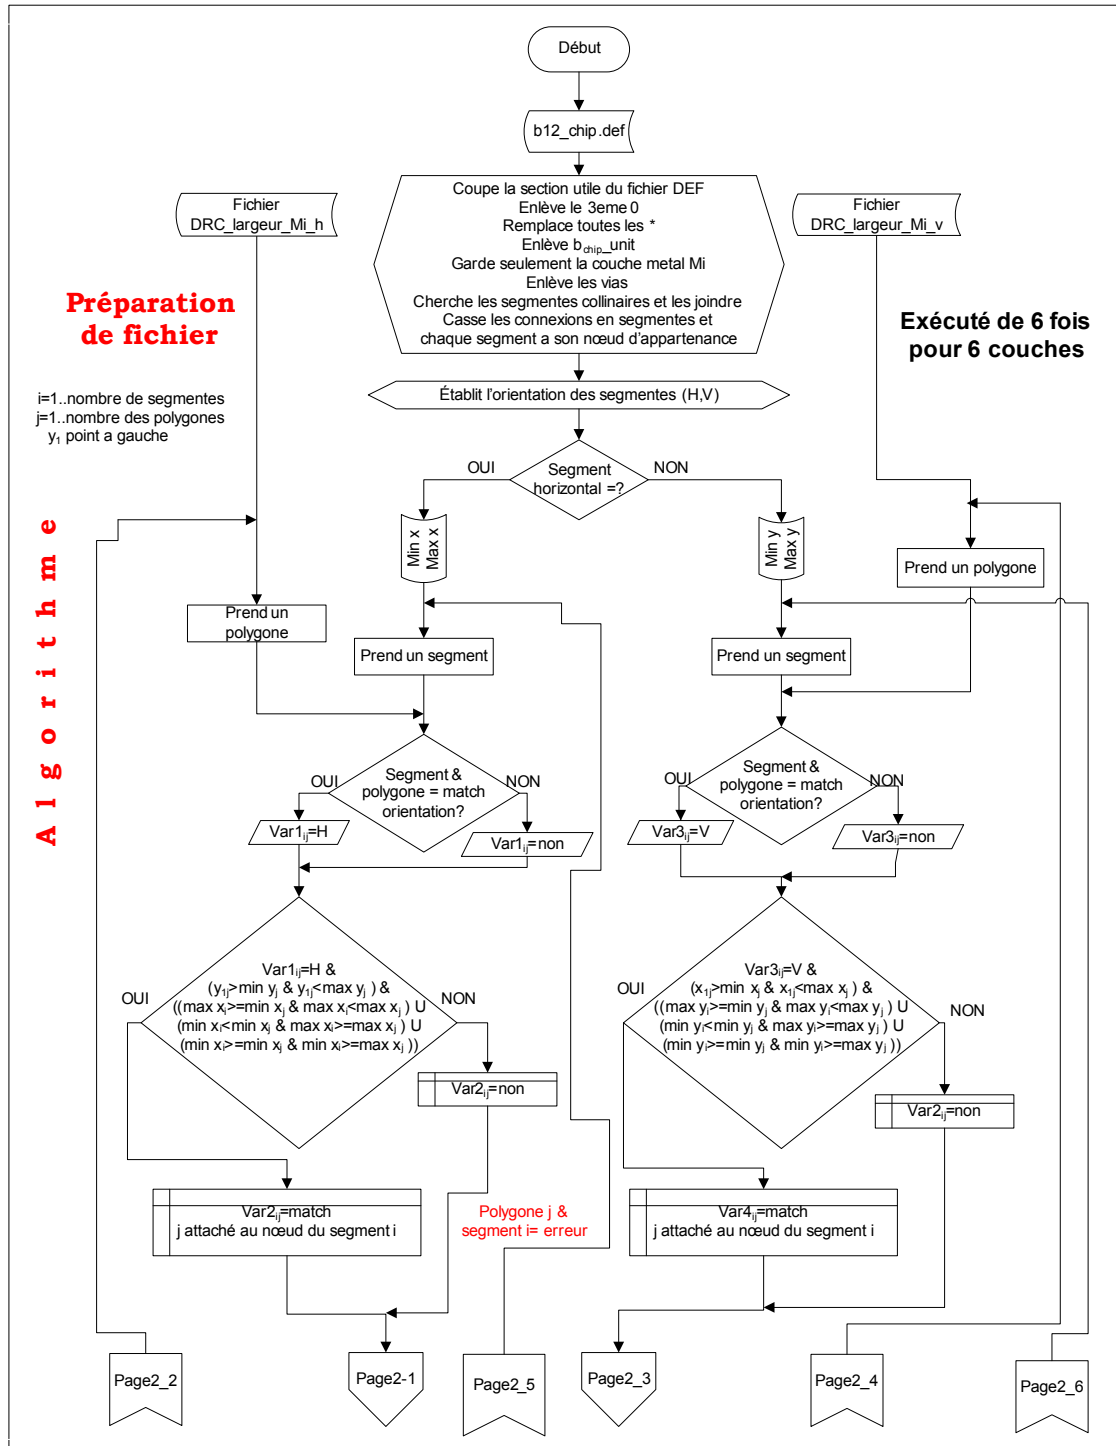 Début
b12_chip.def
Coupe la section utile du fichier DEF
Enlève le 3eme 0
Remplace toutes les *
Enlève bchip_unit
Garde seulement la couche metal Mi
Enlève les vias
Cherche les segmentes collinaires et les joindre
Casse les connexions en segmentes et
chaque segment a son nœud d'appartenance
Fichier
DRC_largeur_Mi_h
Fichier
DRC_largeur_Mi_v
Préparation
de fichier
Exécuté de 6 fois
pour 6 couches
i=1..nombre de segmentes
j=1..nombre des polygones
y1 point a gauche
Établit l'orientation des segmentes (H,V)
OUI
Segment
horizontal =?
NON
Algorithme
Min x
Max x
Min y
Max y
Prend un polygone
Prend un
polygone
Prend un segment
Prend un segment
OUI
Segment &
polygone = match
orientation?
NON
OUI
Segment &
polygone = match
orientation?
NON
Var1ij=H
Var1ij=non
Var3ij=V
Var3ij=non
OUI
Var1ij=H &
(y1j>min yj & y1j<max yj ) &
((max xi>=min xj & max xi<max xj ) U
(min xi<min xj & max xi>=max xj ) U
(min xi>=min xj & min xi>=max xj ))
NON
OUI
Var3ij=V &
(x1j>min xj & x1j<max xj ) &
((max yi>=min yj & max yi<max yj ) U
(min yi<min yj & max yi>=max yj ) U
(min yi>=min yj & min yi>=max yj ))
NON
Var2ij=non
Var2ij=non
Var2ij=match
j attaché au nœud du segment i
Polygone j &
segment i= erreur
Var4ij=match
j attaché au nœud du segment i
Page2_2
Page2-1
Page2_5
Page2_3
Page2_4
Page2_6